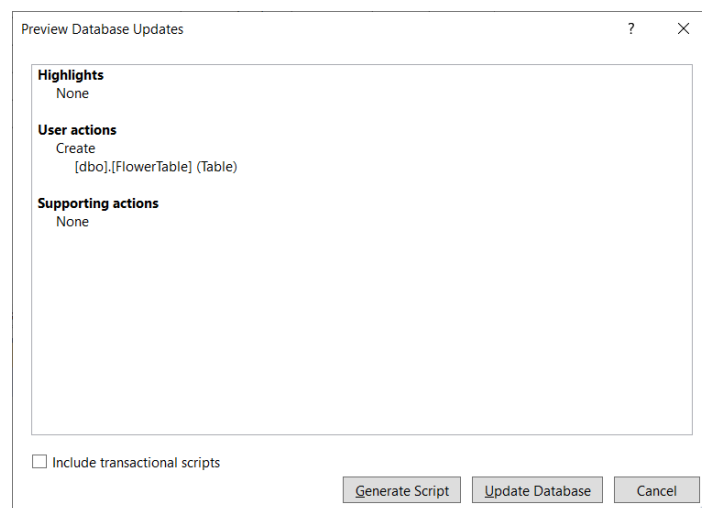 Preview Database Updates ? ×
Highlights
None
User actions
Create
[dbo].[FlowerTable] (Table)
Supporting actions
None
Include transactional scripts
Generate Script Update Database Cancel